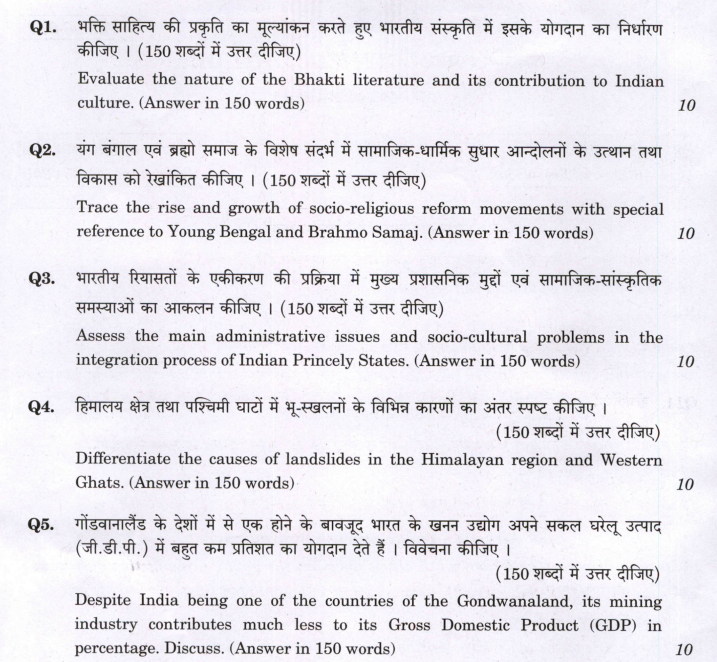 Q1. भक्ति साहित्य की प्रकृति का मूल्यांकन करते हुए भारतीय संस्कृति में इसके योगदान का निर्धारण
कीजिए । (150 शब्दों में उत्तर दीजिए)
Evaluate the nature of the Bhakti literature and its contribution to Indian
culture. (Answer in 150 words) 10
Q2. यंग बंगाल एवं ब्रह्मो समाज के विशेष संदर्भ में सामाजिक-धार्मिक सुधार आन्दोलनों के उत्थान तथा
विकास को रेखांकित कीजिए । (150 शब्दों में उत्तर दीजिए)
Trace the rise and growth of socio-religious reform movements with special
reference to Young Bengal and Brahmo Samaj. (Answer in 150 words) 10
Q3. भारतीय रियासतों के एकीकरण की प्रक्रिया में मुख्य प्रशासनिक मुद्दों एवं सामाजिक-सांस्कृतिक
समस्याओं का आकलन कीजिए । (150 शब्दों में उत्तर दीजिए)
Assess the main administrative issues and socio-cultural problems in the
integration process of Indian Princely States. (Answer in 150 words) 10
Q4. हिमालय क्षेत्र तथा पश्चिमी घाटों में भू-स्खलनों के विभिन्न कारणों का अंतर स्पष्ट कीजिए ।
(150 शब्दों में उत्तर दीजिए)
Differentiate the causes of landslides in the Himalayan region and Western
Ghats. (Answer in 150 words) 10
Q5. गोंडवानालैंड के देशों में से एक होने के बावजूद भारत के खनन उद्योग अपने सकल घरेलू उत्पाद
(जी.डी.पी.) में बहुत कम प्रतिशत का योगदान देते हैं । विवेचना कीजिए ।
(150 शब्दों में उत्तर दीजिए)
Despite India being one of the countries of the Gondwanaland, its mining
industry contributes much less to its Gross Domestic Product (GDP) in
percentage. Discuss. (Answer in 150 words) 10